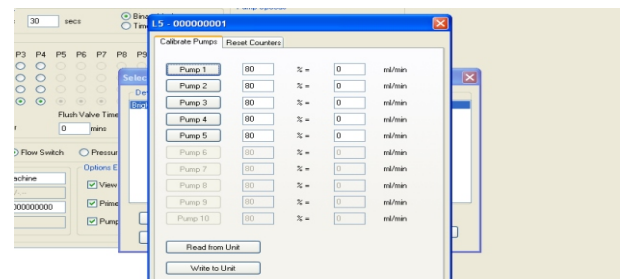 Pump Options
30 secs
Binary
Time
L5 - 000000001
Calibrate Pumps Reset Counters
P3 P4 P5 P6 P7 P8 P9
Pump 1 80 % = 0 ml/min
Pump 2 80 % = 0 ml/min
Pump 3 80 % = 0 ml/min
Pump 4 80 % = 0 ml/min
Pump 5 80 % = 0 ml/min
Pump 6 80 % = 0 ml/min
Pump 7 80 % = 0 ml/min
Pump 8 80 % = 0 ml/min
Pump 9 80 % = 0 ml/min
Pump 10 80 % = 0 ml/min
Read from Unit
Write to Unit
Selec
De
Brigh
Flush Valve Time
0 mins
Flow Switch Pressur
Options E
achine
View
Prime
000000000
Pump